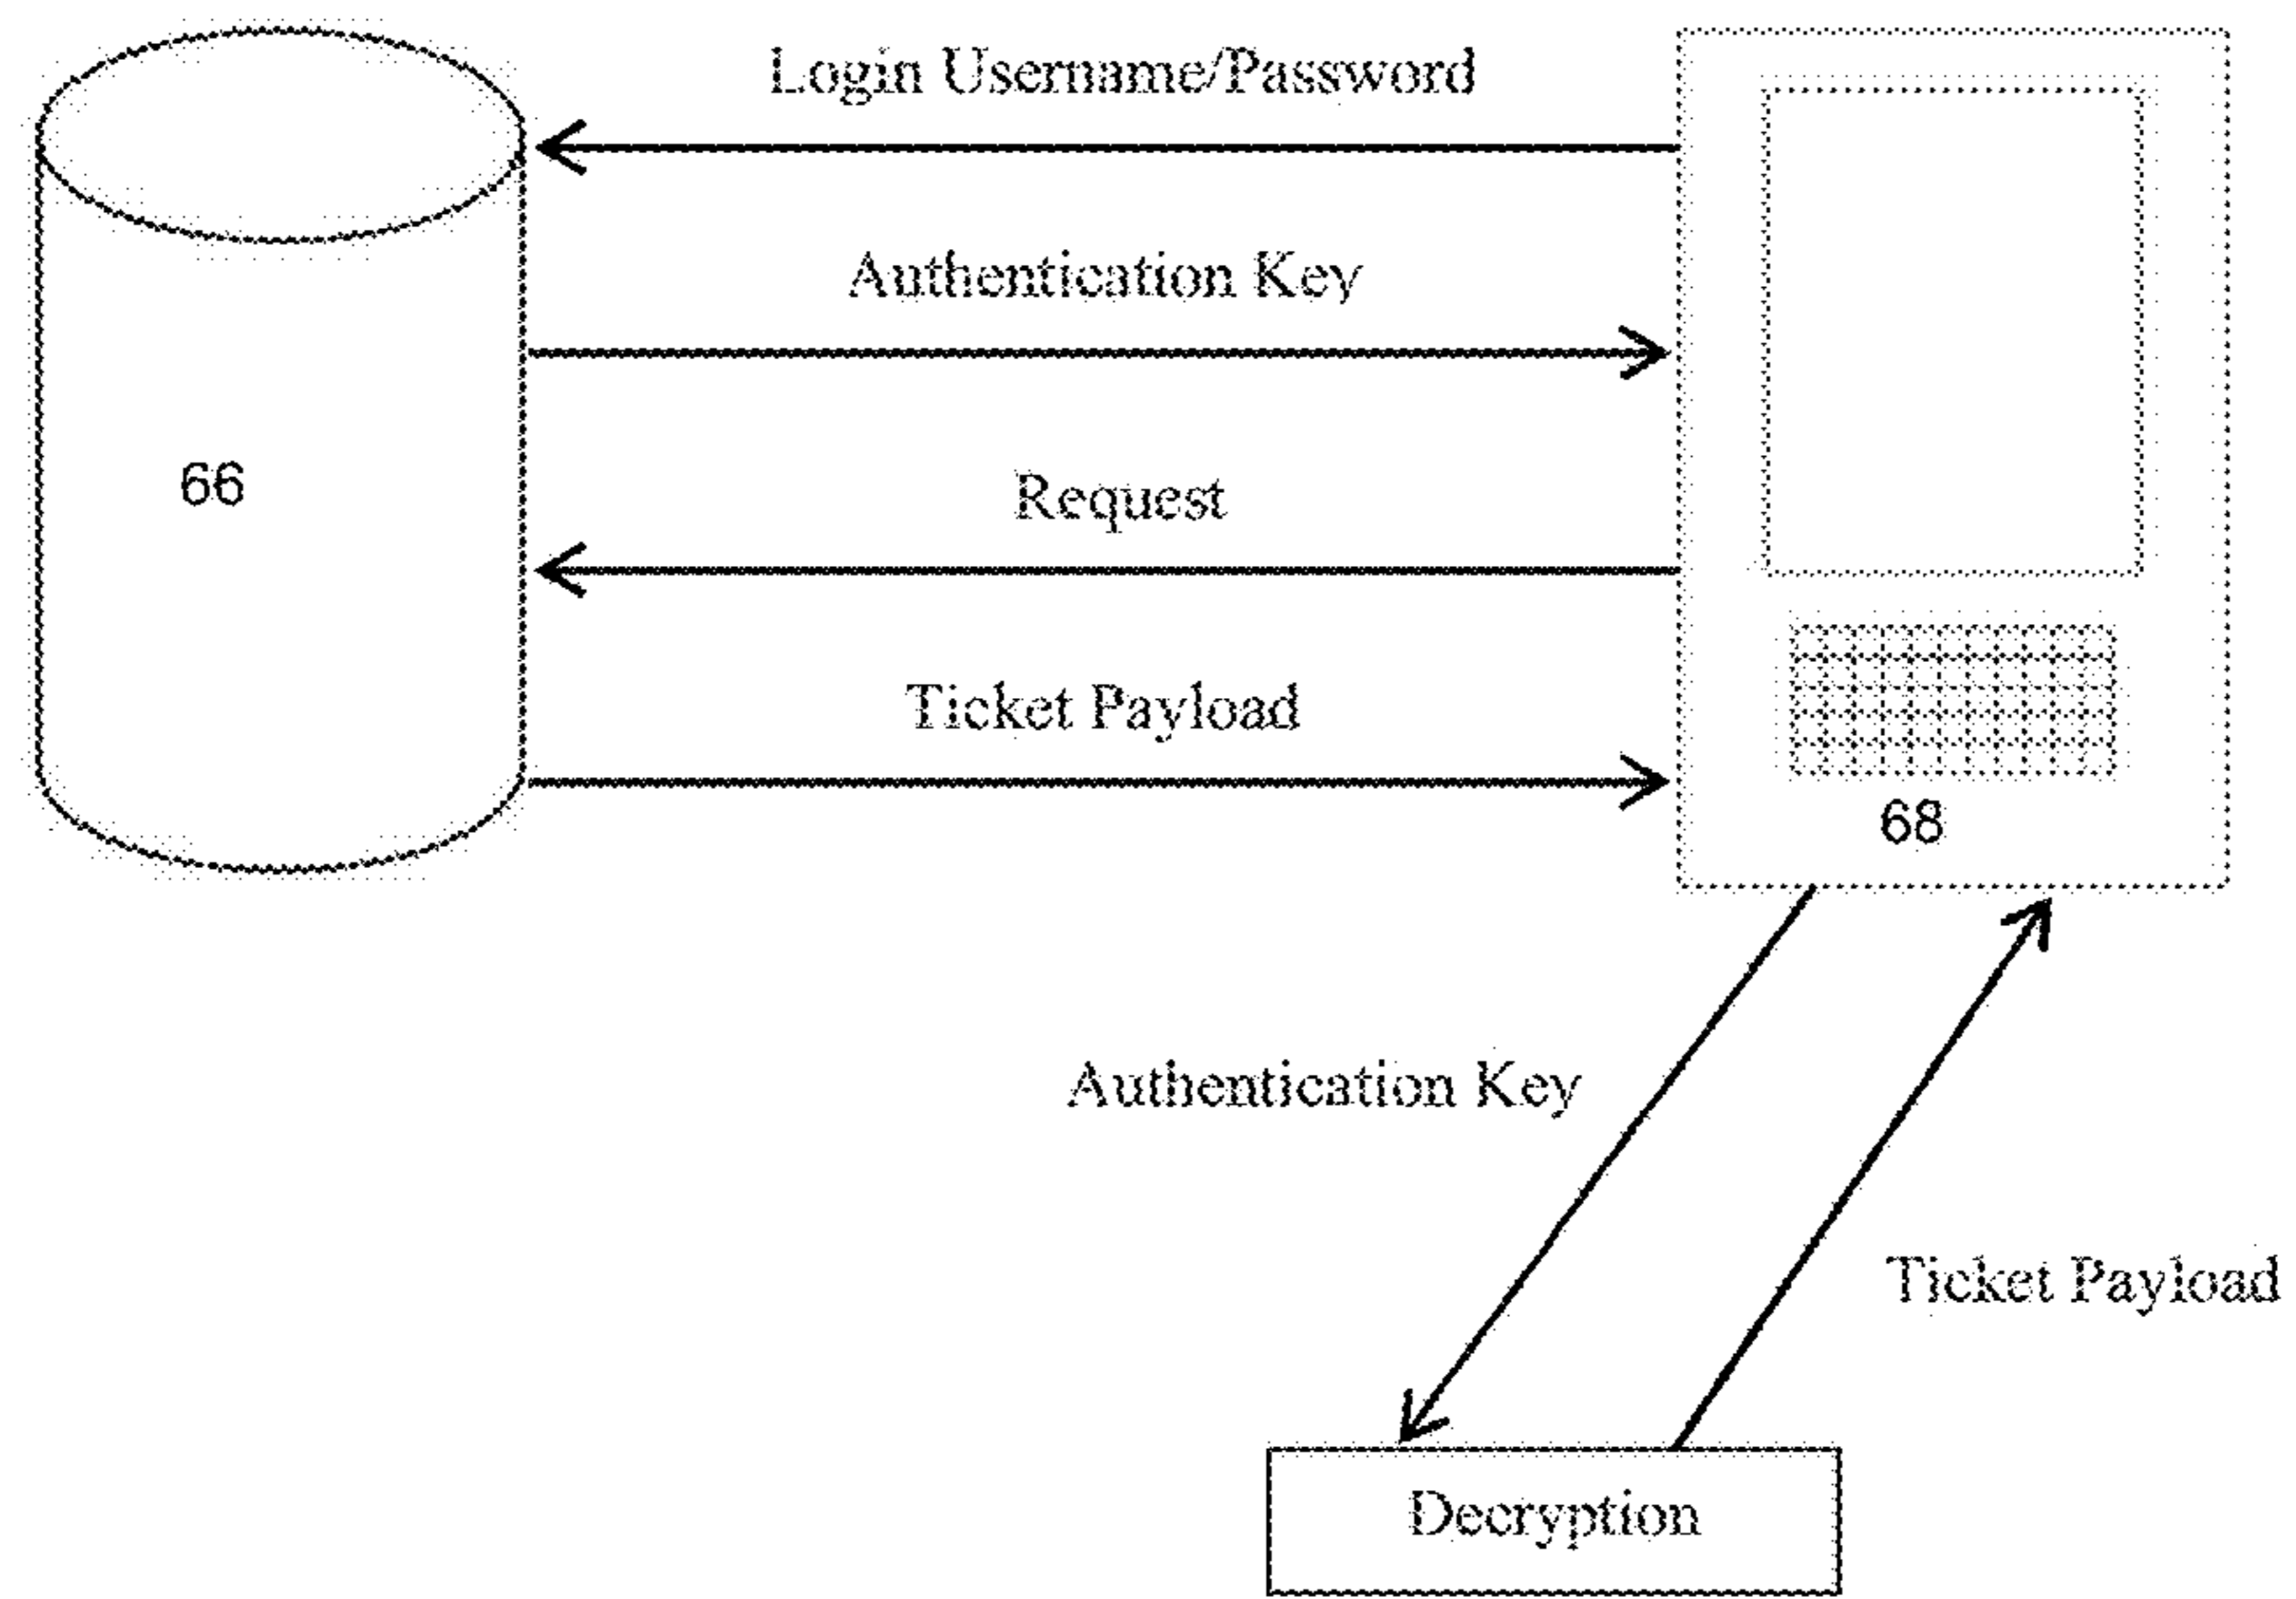 Login Username/Password
Authentication Key
66
Request
Ticket Payload
68
Authentication Key
Ticket Payload
Decryption